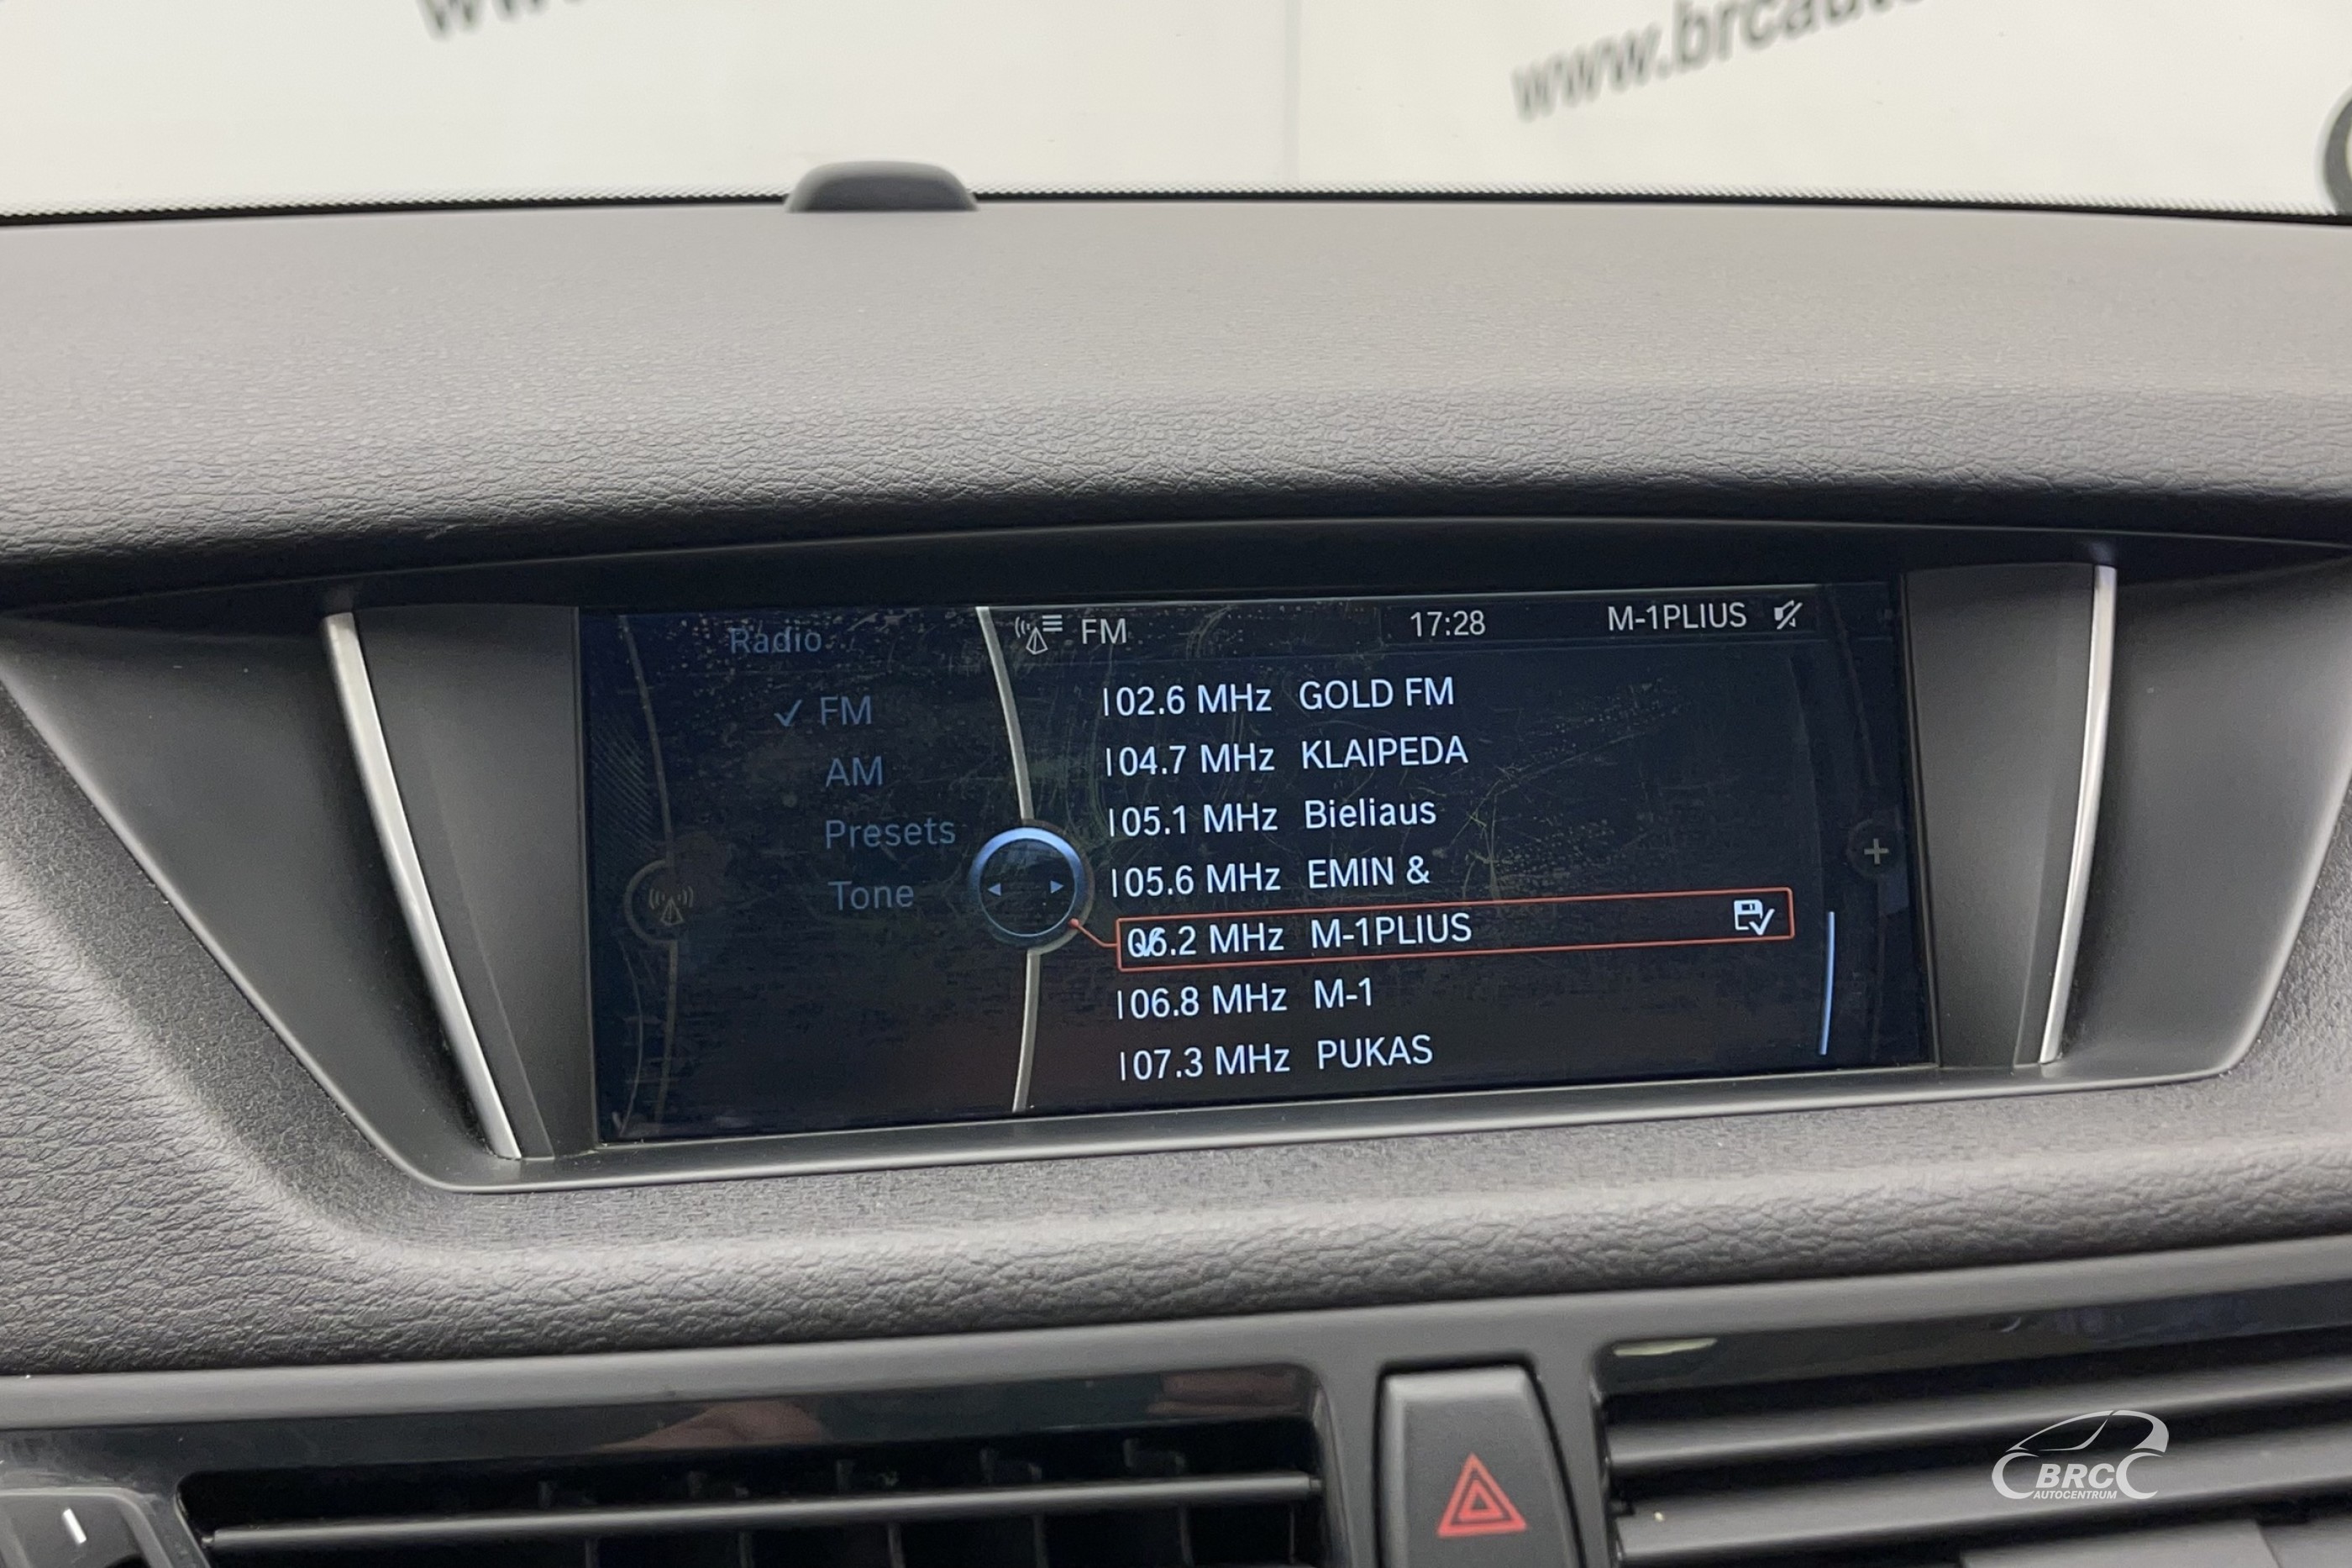 www.brcauto
Radio
FM
AM
Presets
Tone
FM 17:28 M-1PLIUS
102.6 MHz GOLD FM
104.7 MHz KLAIPEDA
105.1 MHz Bieliaus
105.6 MHz EMIN &
06.2 MHz M-1PLIUS
106.8 MHz M-1
107.3 MHz PUKAS
BRC
AUTOCENTRUM